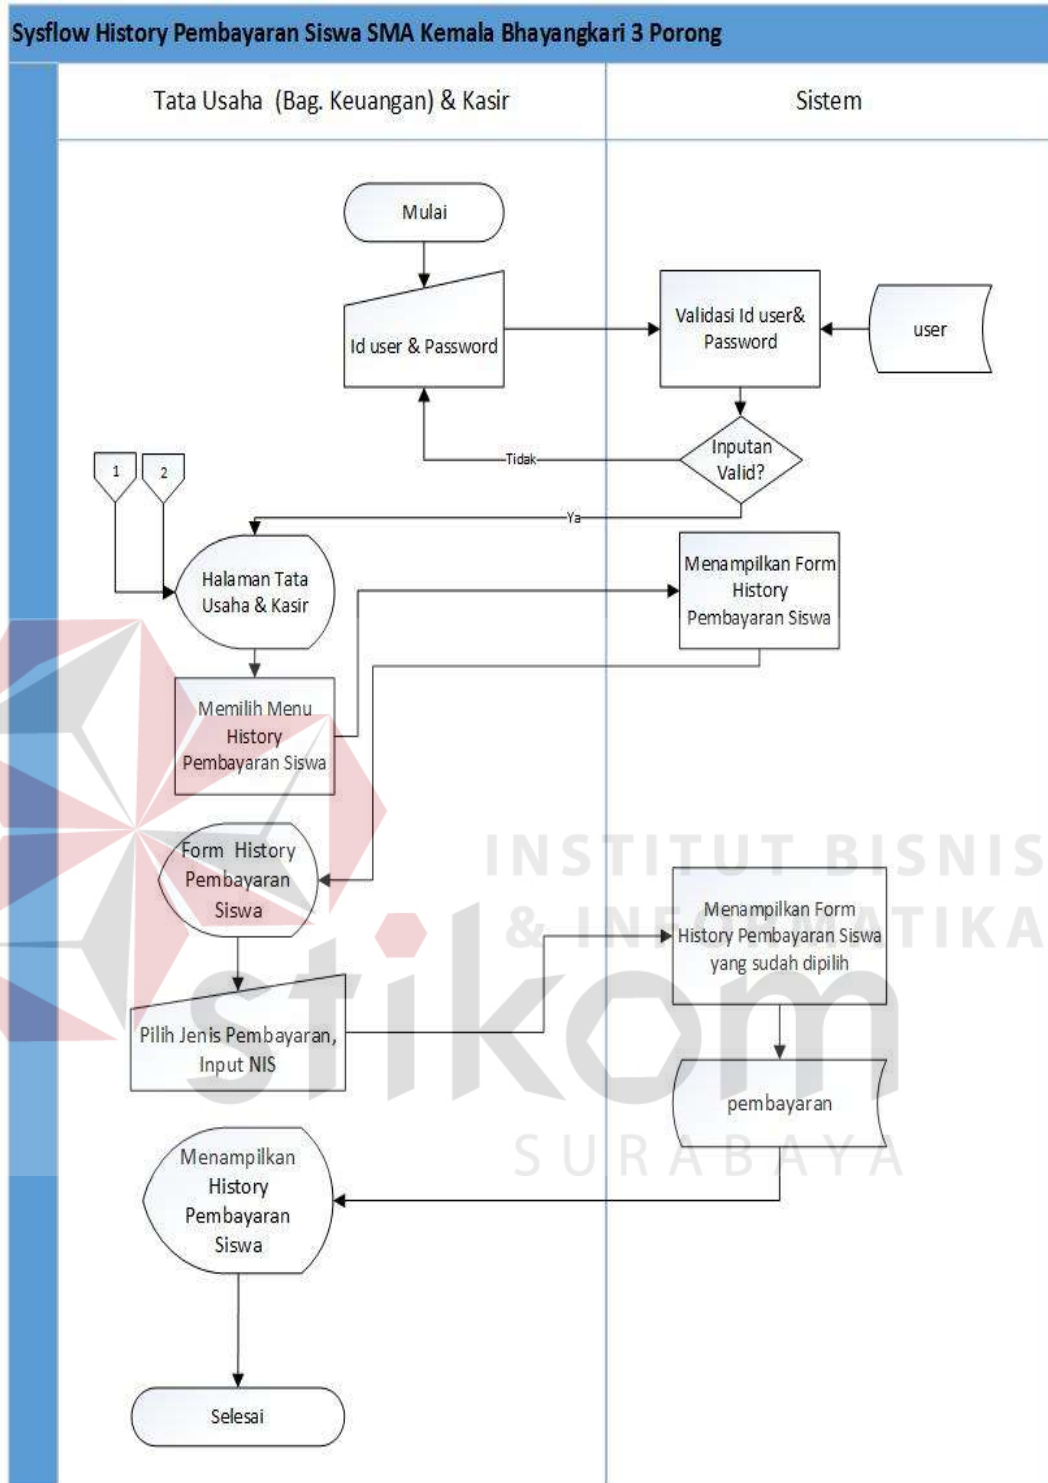 Sysflow History Pembayaran Siswa SMA Kemala Bhayangkari 3 Porong
Tata Usaha (Bag. Keuangan) & Kasir
Sistem
Mulai
Id user & Password
Validasi Id user&
Password
user
Inputan
Valid?
Tidak
Ya
1
2
Halaman Tata
Usaha & Kasir
Menampilkan Form
History
Pembayaran Siswa
Memilih Menu
History
Pembayaran Siswa
Form History
Pembayaran
Siswa
INSTITUT BISNIS
& INFORMATIKA
stikom
SURABAYA
Menampilkan Form
History Pembayaran Siswa
yang sudah dipilih
Pilih Jenis Pembayaran,
Input NIS
pembayaran
Menampilkan
History
Pembayaran
Siswa
Selesai